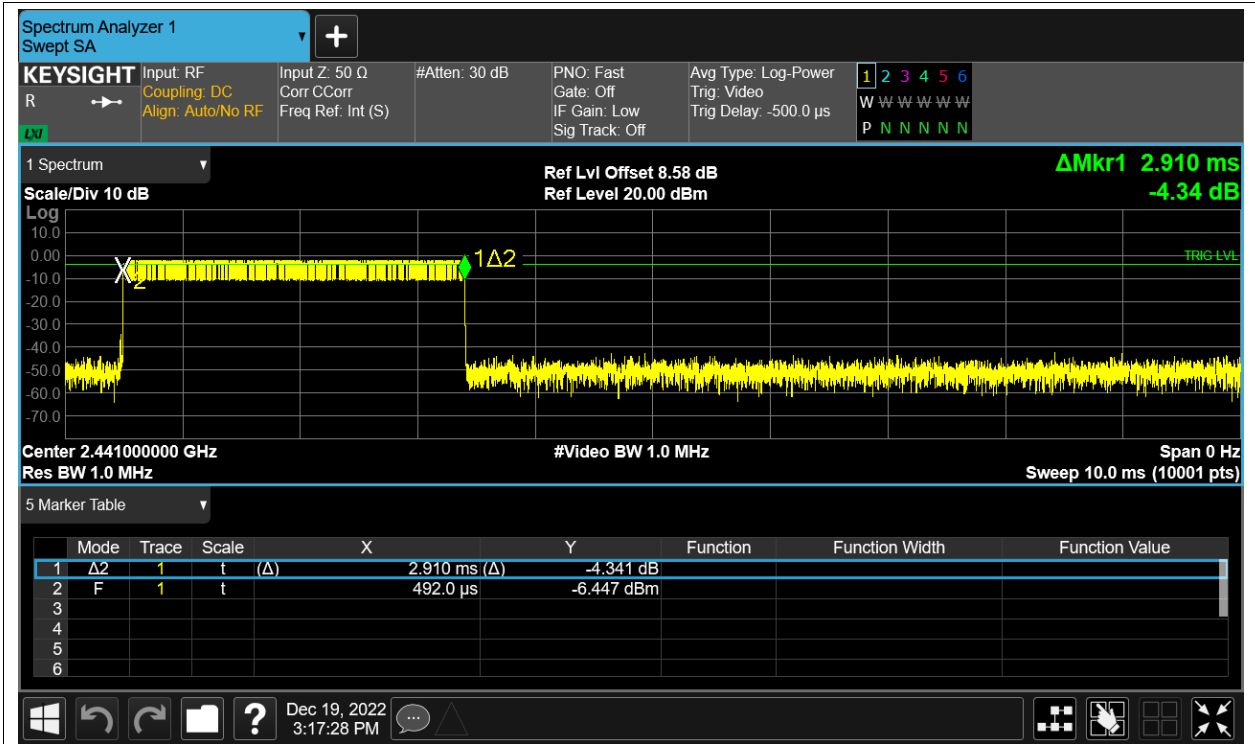 Spectrum Analyzer 1
Swept SA
KEYSIGHT Input: RF Input Z: 50 Ω #Atten: 30 dB PNO: Fast Avg Type: Log-Power 1 2 3 4 5 6
R Coupling: DC Corr CCorr Gate: Off Trig: Video W W W W W W
Align: Auto/No RF Freq Ref: Int (S) IF Gain: Low Trig Delay: -500.0 µs
LXI Sig Track: Off P N N N N N
1 Spectrum Ref Lvl Offset 8.58 dB ΔMkr1 2.910 ms
Scale/Div 10 dB Ref Level 20.00 dBm -4.34 dB
Log
10.0
0.00 1Δ2 TRIG LVL
-10.0 X 2
-20.0
-30.0
-40.0
-50.0
-60.0
-70.0
Center 2.441000000 GHz #Video BW 1.0 MHz Span 0 Hz
Res BW 1.0 MHz Sweep 10.0 ms (10001 pts)
5 Marker Table
Mode Trace Scale X Y Function Function Width Function Value
1 Δ2 1 t (Δ) 2.910 ms (Δ) -4.341 dB
2 F 1 t 492.0 µs -6.447 dBm
3
4
5
6
? Dec 19, 2022
3:17:28 PM